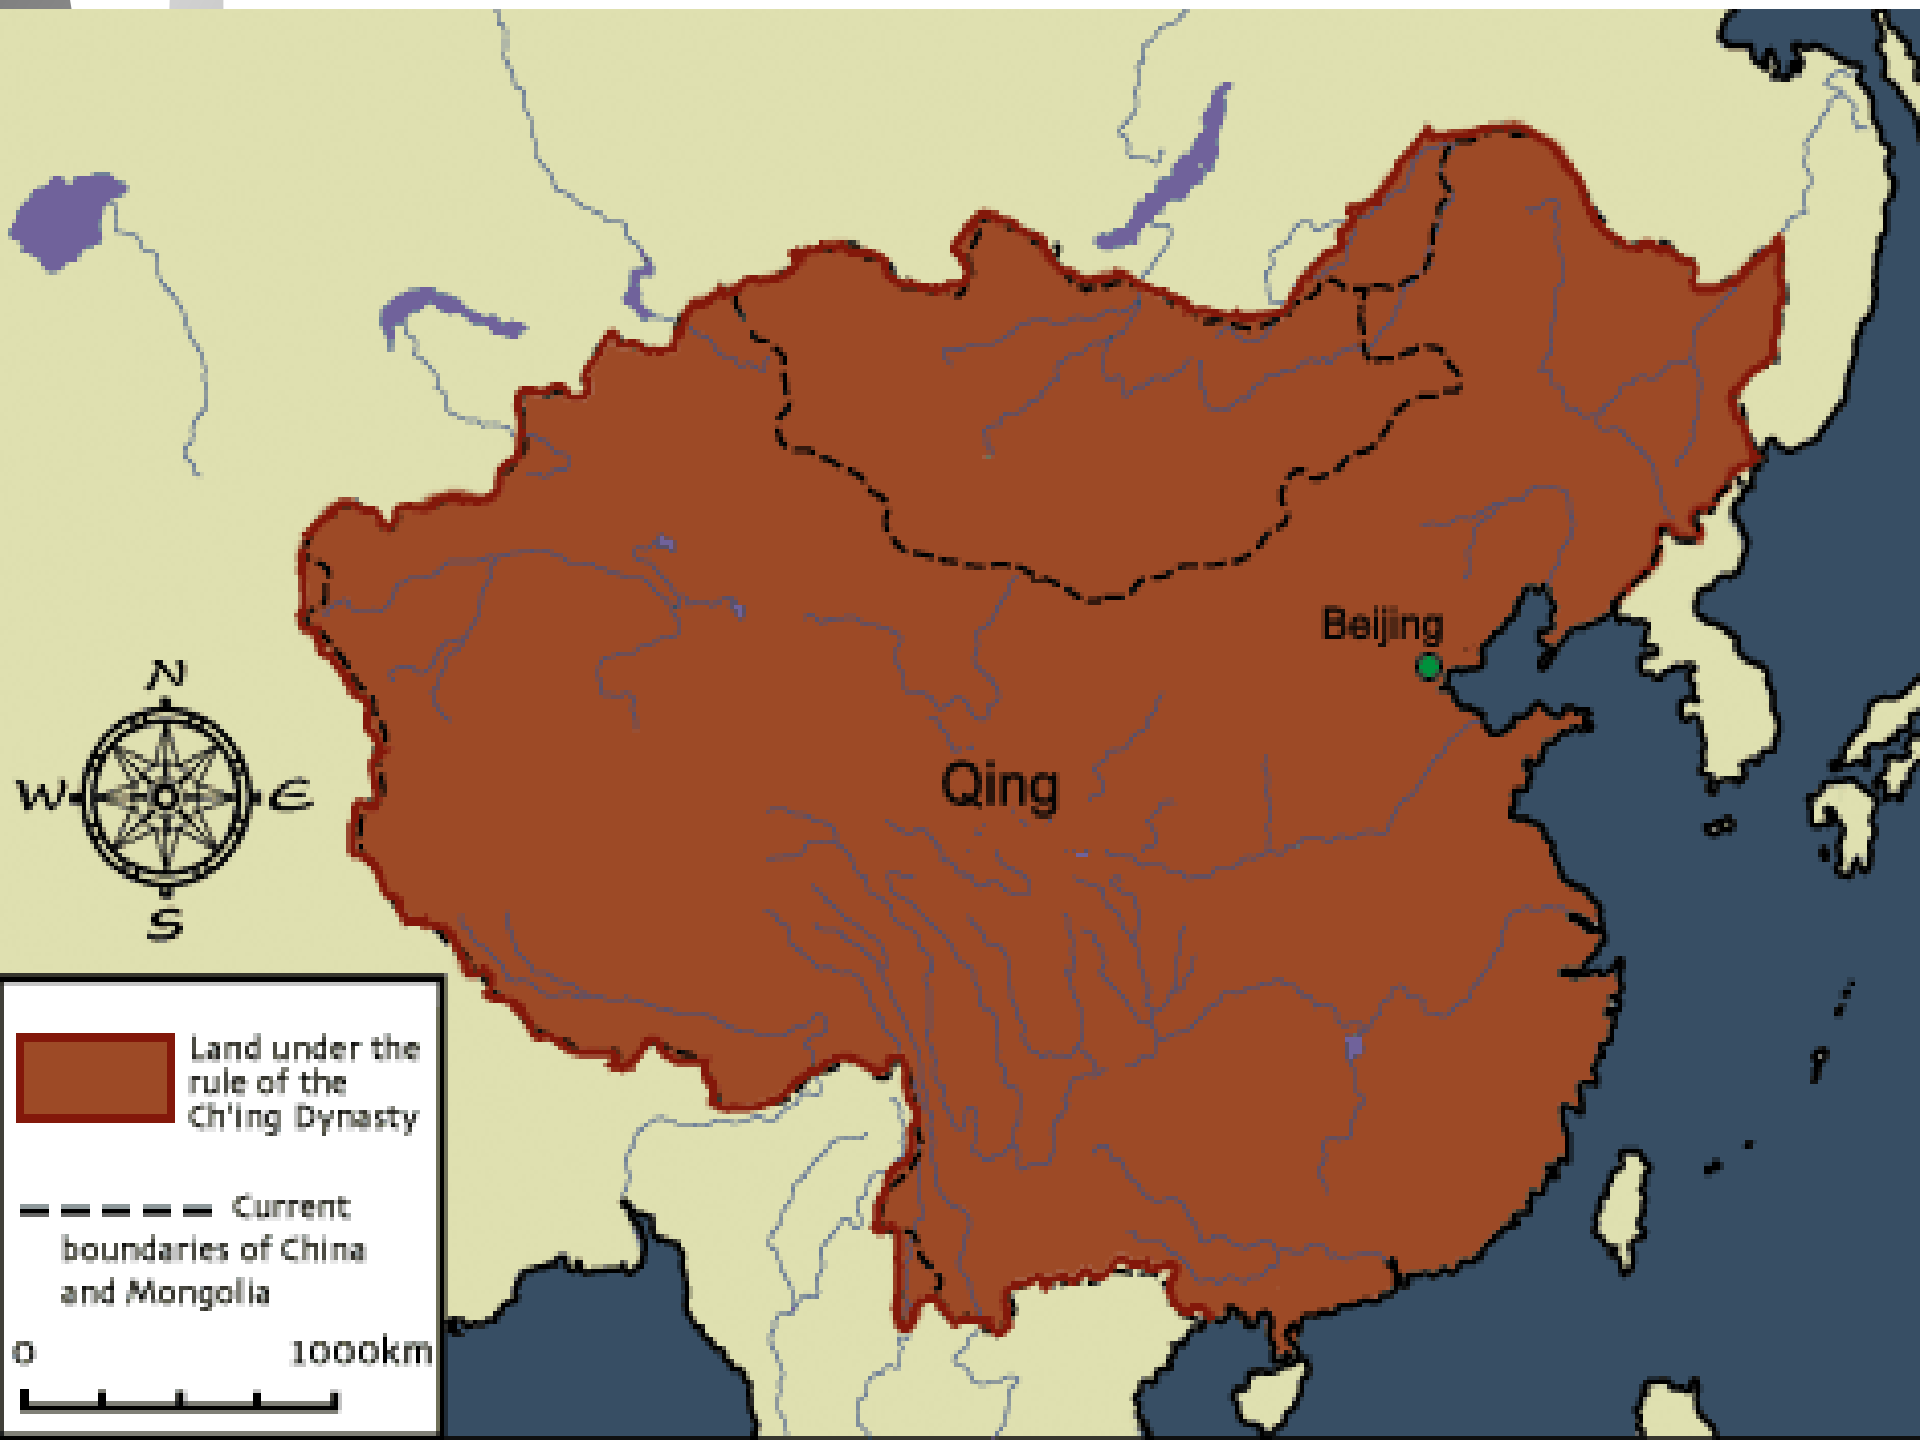 Beijing
N
Qing
W
E
S
Land under the
rule of the
Ch'ing Dynasty
Current
boundaries of China
and Mongolia
0 1000km